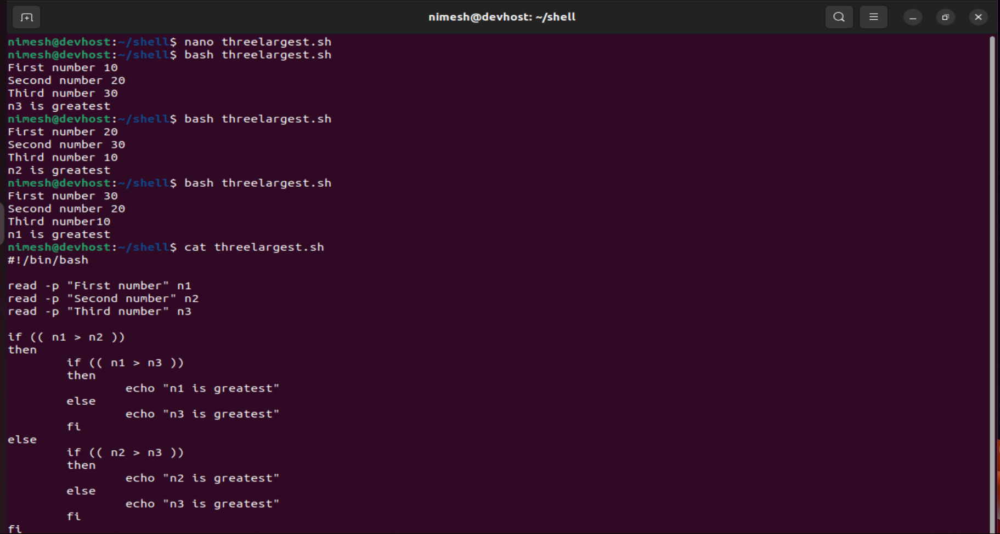 nimesh@devhost: ~/shell
nimesh@devhost:~/shell$ nano threelargest.sh
nimesh@devhost:~/shell$ bash threelargest.sh
First number 10
Second number 20
Third number 30
n3 is greatest
nimesh@devhost:~/shell$ bash threelargest.sh
First number 20
Second number 30
Third number 10
n2 is greatest
nimesh@devhost:~/shell$ bash threelargest.sh
First number 30
Second number 20
Third number10
n1 is greatest
nimesh@devhost:~/shell$ cat threelargest.sh
#!/bin/bash

read -p "First number" n1
read -p "Second number" n2
read -p "Third number" n3

if (( n1 > n2 ))
then
        if (( n1 > n3 ))
        then
                echo "n1 is greatest"
        else
                echo "n3 is greatest"
        fi
else
        if (( n2 > n3 ))
        then
                echo "n2 is greatest"
        else
                echo "n3 is greatest"
        fi
fi